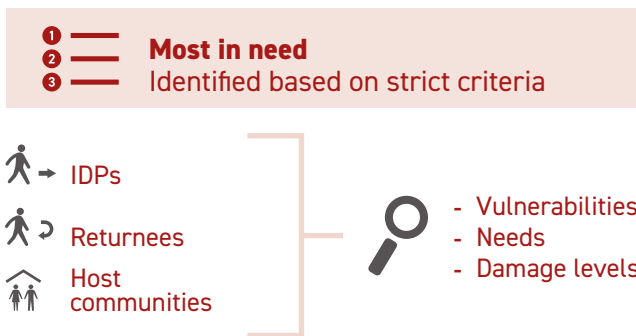 1
2
3
Most in need
Identified based on strict criteria
IDPs
Returnees
Host
communities
- Vulnerabilities
- Needs
- Damage levels